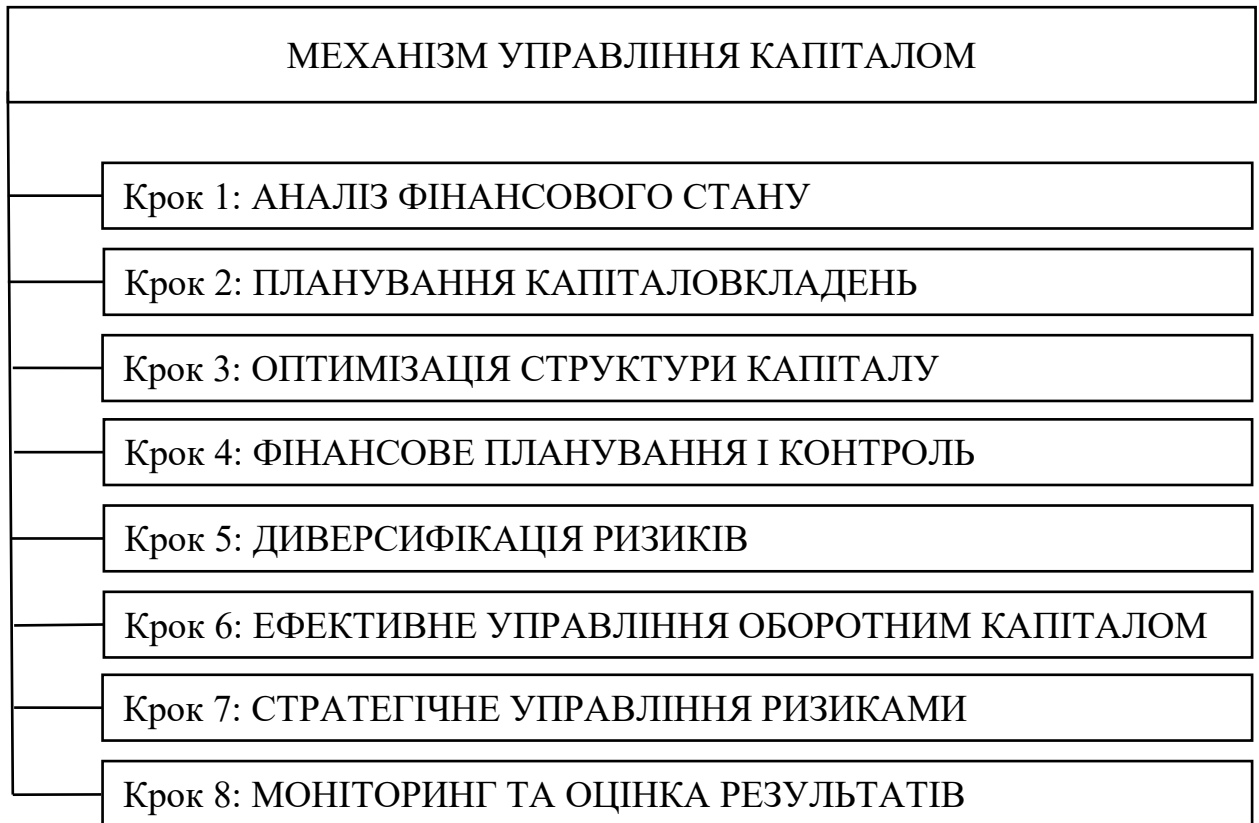 МЕХАНІЗМ УПРАВЛІННЯ КАПІТАЛОМ
Крок 1: АНАЛІЗ ФІНАНСОВОГО СТАНУ
Крок 2: ПЛАНУВАННЯ КАПІТАЛОВКЛАДЕНЬ
Крок 3: ОПТИМІЗАЦІЯ СТРУКТУРИ КАПІТАЛУ
Крок 4: ФІНАНСОВЕ ПЛАНУВАННЯ І КОНТРОЛЬ
Крок 5: ДИВЕРСИФІКАЦІЯ РИЗИКІВ
Крок 6: ЕФЕКТИВНЕ УПРАВЛІННЯ ОБОРОТНИМ КАПІТАЛОМ
Крок 7: СТРАТЕГІЧНЕ УПРАВЛІННЯ РИЗИКАМИ
Крок 8: МОНІТОРИНГ ТА ОЦІНКА РЕЗУЛЬТАТІВ